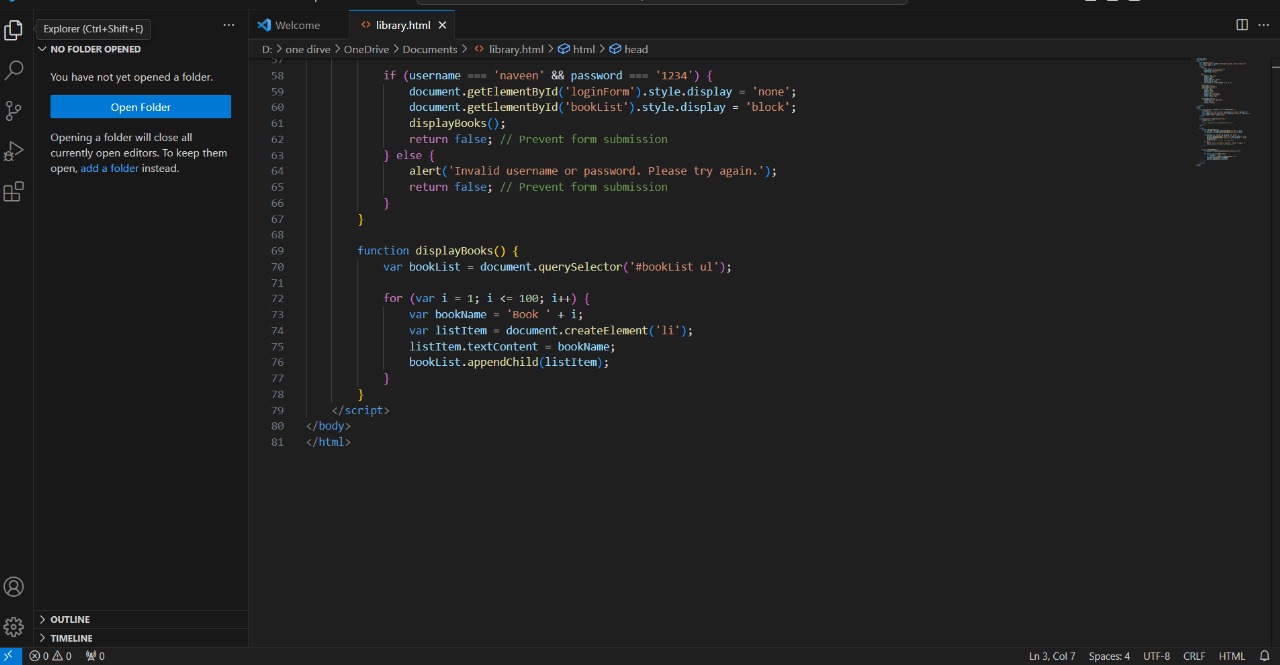 Explorer (Ctrl+Shift+E)
Welcome
library.html
NO FOLDER OPENED
D: > one dirve > OneDrive > Documents > library.html > html > head
You have not yet opened a folder.
Open Folder
Opening a folder will close all
currently open editors. To keep them
open, add a folder instead.
57
58 if (username === 'naveen' && password === '1234') {
59 document.getElementById('loginForm').style.display = 'none';
60 document.getElementById('bookList').style.display = 'block';
61 displayBooks();
62 return false; // Prevent form submission
63 } else {
64 alert('Invalid username or password. Please try again.');
65 return false; // Prevent form submission
66 }
67 }
68
69 function displayBooks() {
70 var bookList = document.querySelector('#bookList ul');
71
72 for (var i = 1; i <= 100; i++) {
73 var bookName = 'Book ' + i;
74 var listItem = document.createElement('li');
75 listItem.textContent = bookName;
76 bookList.appendChild(listItem);
77 }
78 }
79 </script>
80 </body>
81 </html>
OUTLINE
TIMELINE
0 0 0
Ln 3, Col 7 Spaces: 4 UTF-8 CRLF HTML